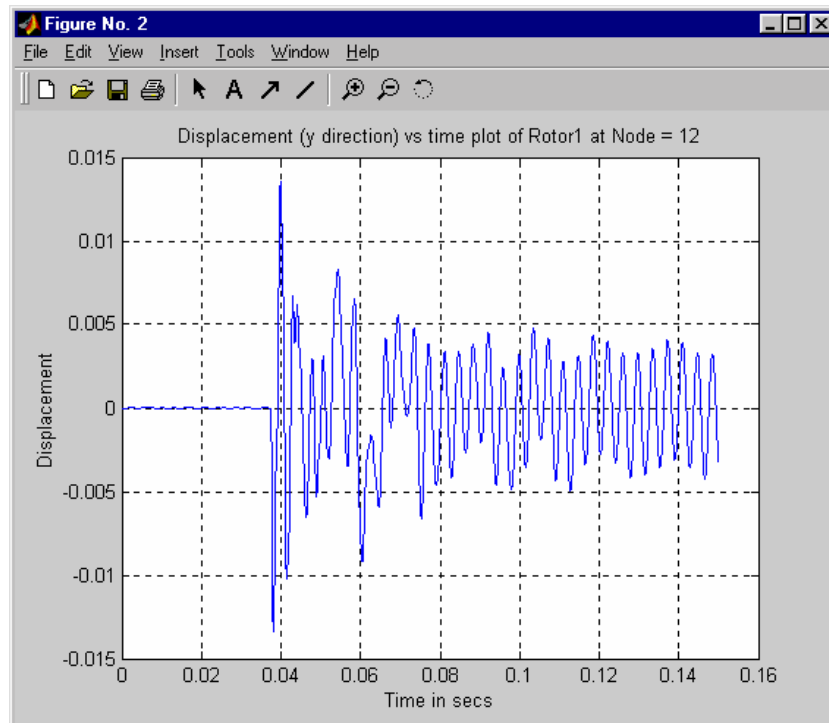 Figure No. 2
File Edit View Insert Tools Window Help
A
Displacement (y direction) vs time plot of Rotor1 at Node = 12
0.015
0.01
0.005
0
-0.005
-0.01
-0.015
Displacement
0 0.02 0.04 0.06 0.08 0.1 0.12 0.14 0.16
Time in secs